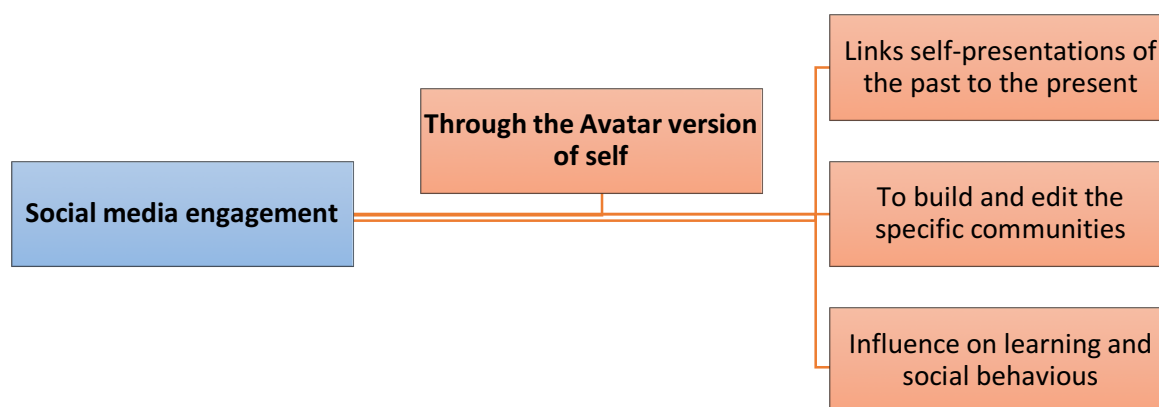 Social media engagement
Through the Avatar version
of self
Links self-presentations of
the past to the present
To build and edit the
specific communities
Influence on learning and
social behavious